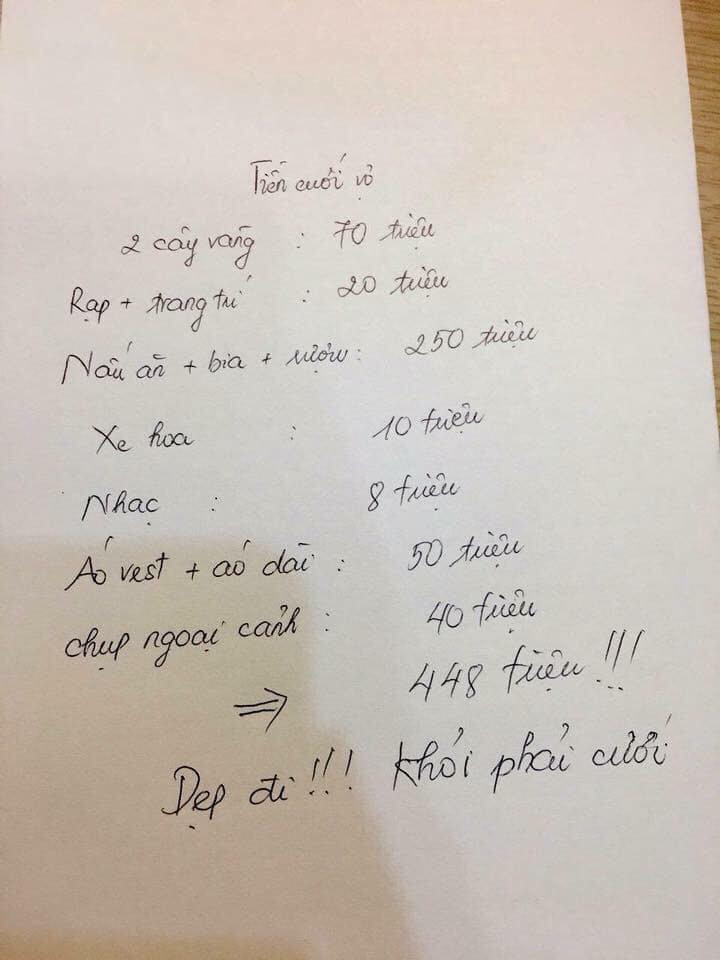 Tiền cưới vợ
2 cây vàng : 70 triệu
Rạp + trang trí : 20 triệu
Nấu ăn + bia + rượu : 250 triệu
Xe hoa : 10 triệu
Nhạc : 8 triệu
Áo vest + áo dài : 50 triệu
chụp ngoại cảnh : 40 triệu
⇒ 448 triệu !!!
Dẹp đi !!! Khỏi phải cưới